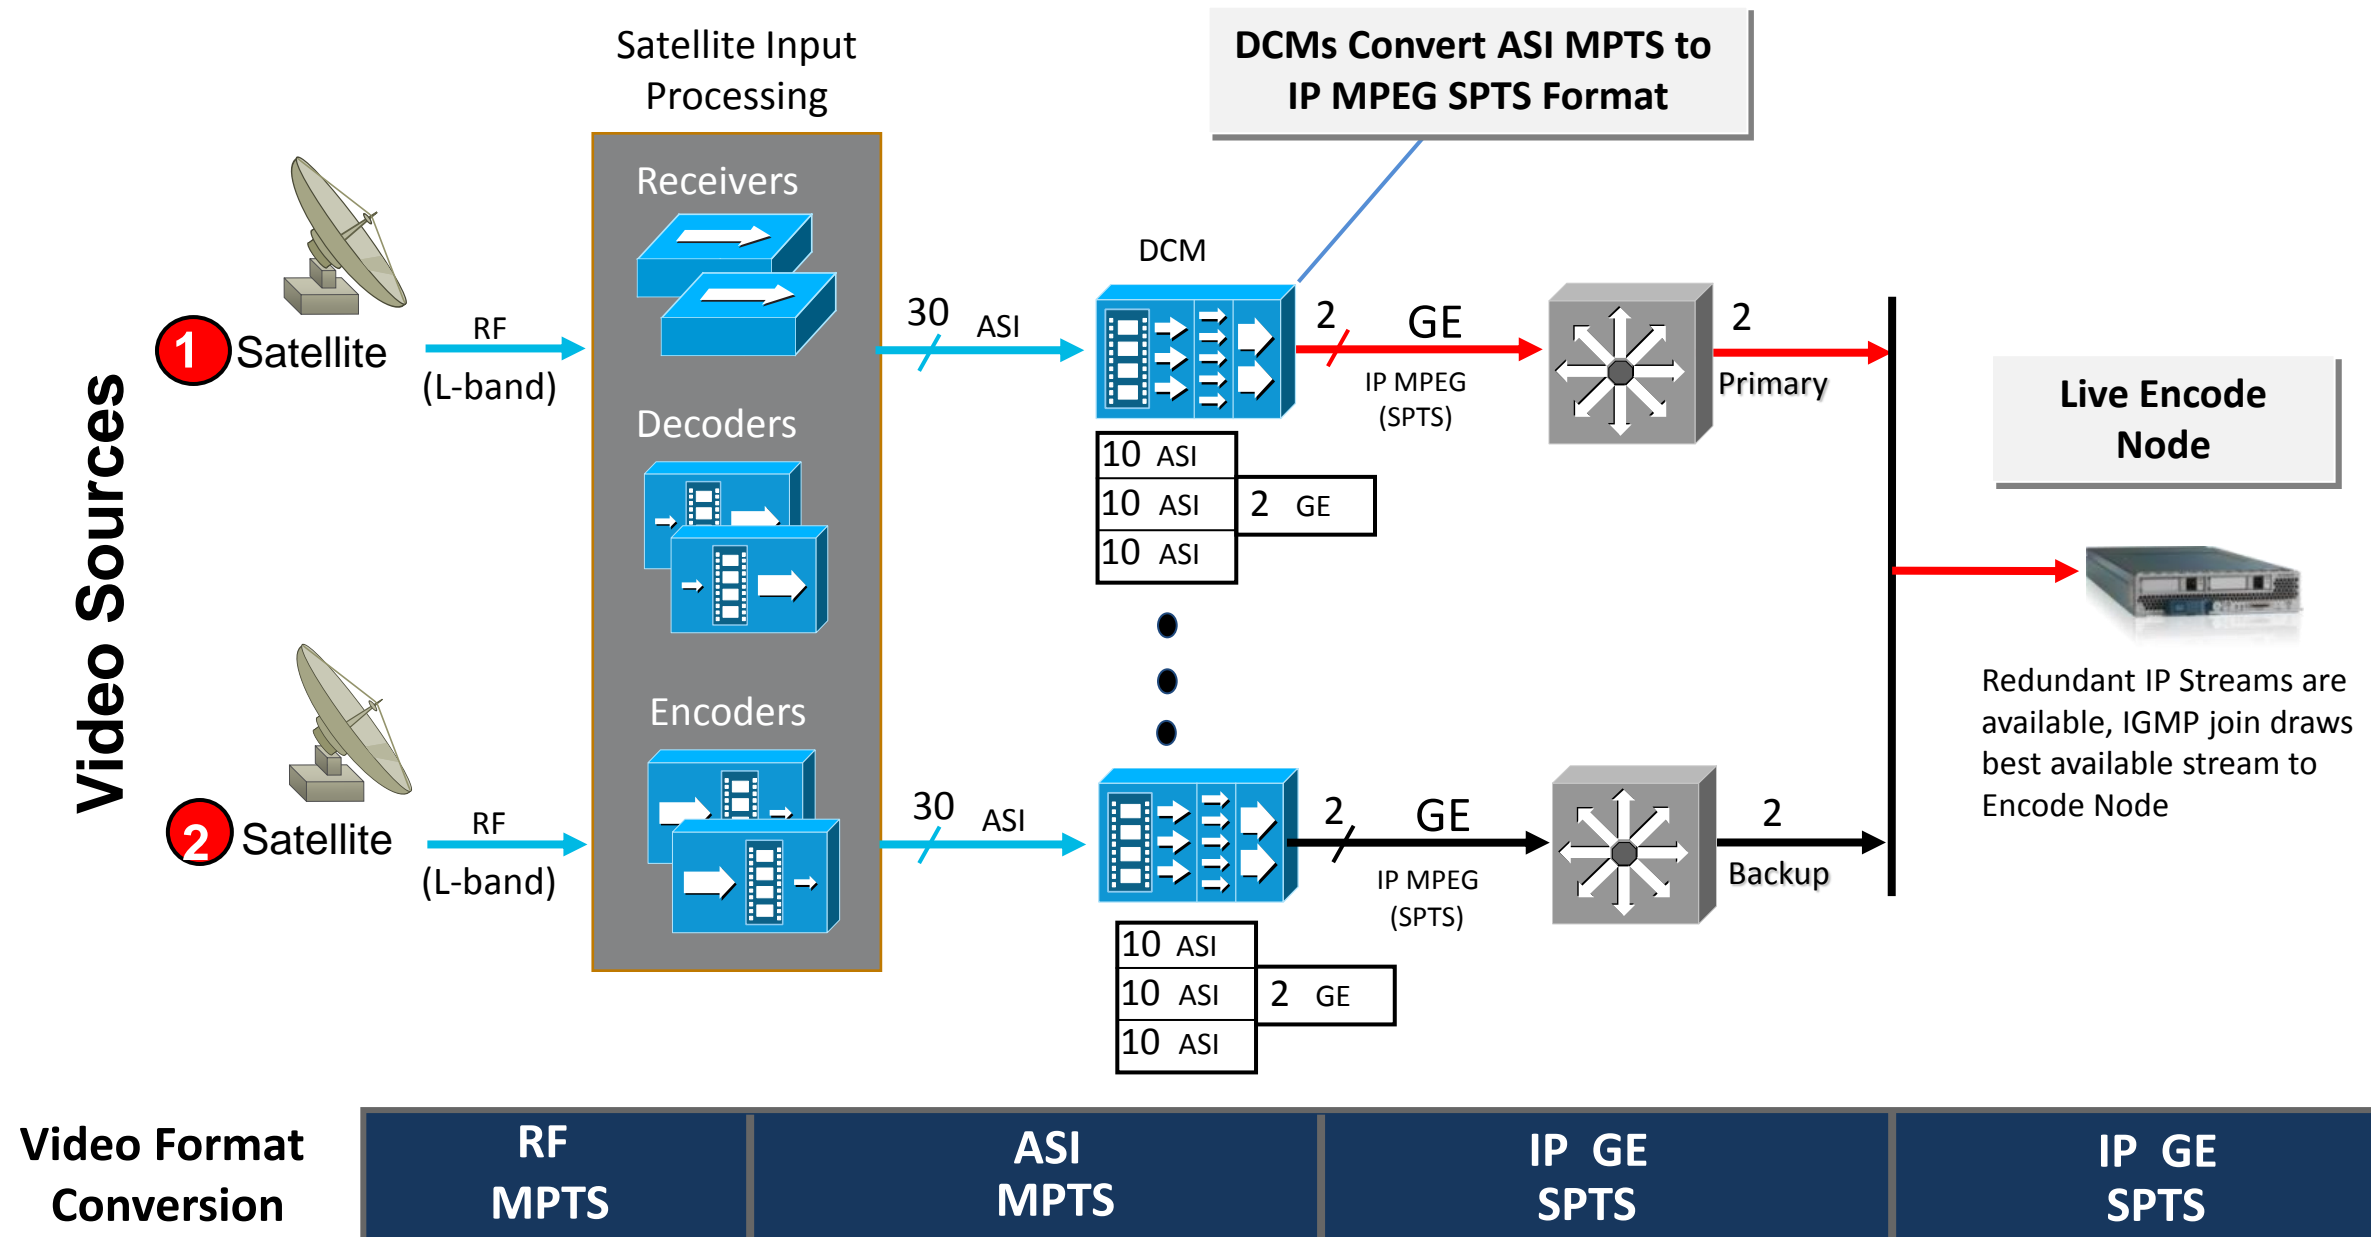 Satellite Input
Processing
DCMs Convert ASI MPTS to
IP MPEG SPTS Format
Video Sources
1
Satellite
RF
(L-band)
Receivers
Decoders
Encoders
30
ASI
DCM
10 ASI
10 ASI
10 ASI
2 GE
2
GE
IP MPEG
(SPTS)
2
Primary
Live Encode
Node
Redundant IP Streams are
available, IGMP join draws
best available stream to
Encode Node
2
Satellite
RF
(L-band)
30
ASI
10 ASI
10 ASI
10 ASI
2 GE
2
GE
IP MPEG
(SPTS)
2
Backup
Video Format
Conversion
RF
MPTS
ASI
MPTS
IP GE
SPTS
IP GE
SPTS